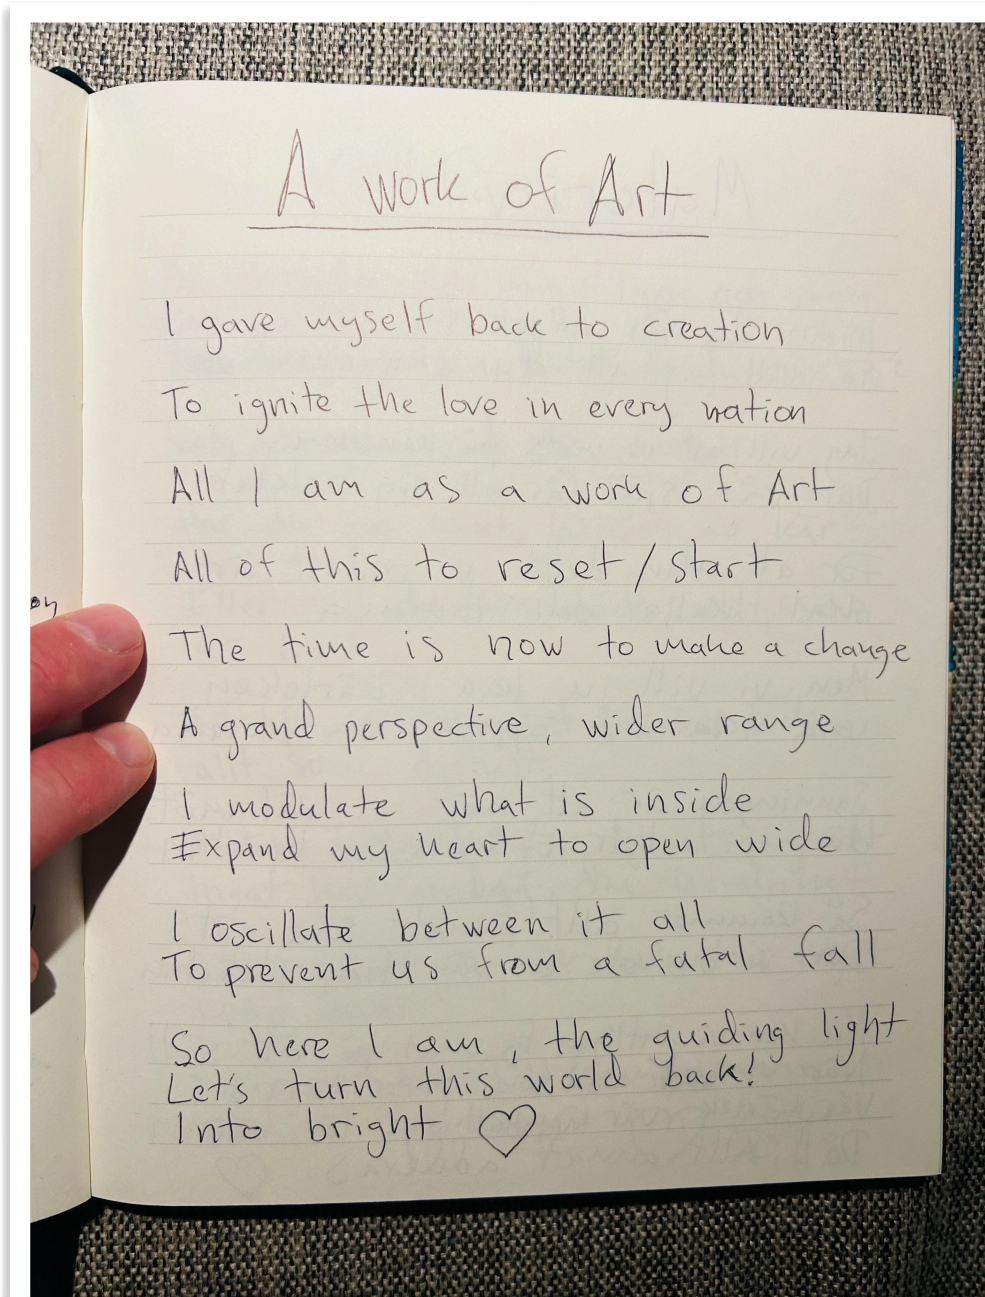 A work of Art
I gave myself back to creation
To ignite the love in every nation
All I am as a work of Art
All of this to reset/start
The time is now to make a change
A grand perspective, wider range
I modulate what is inside
Expand my heart to open wide
I oscillate between it all
To prevent us from a fatal fall
So here I am, the guiding light
Let's turn this world back!
Into bright ♡